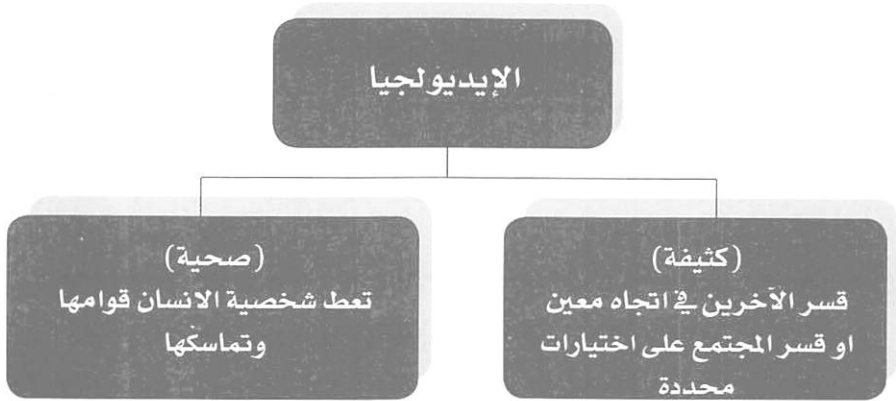 الإيديولجيا
(كثيفة)
قسر الآخرين في اتجاه معين
او قسر المجتمع على اختيارات
محددة
(صحية)
تعط شخصية الانسان قوامها
وتماسكها